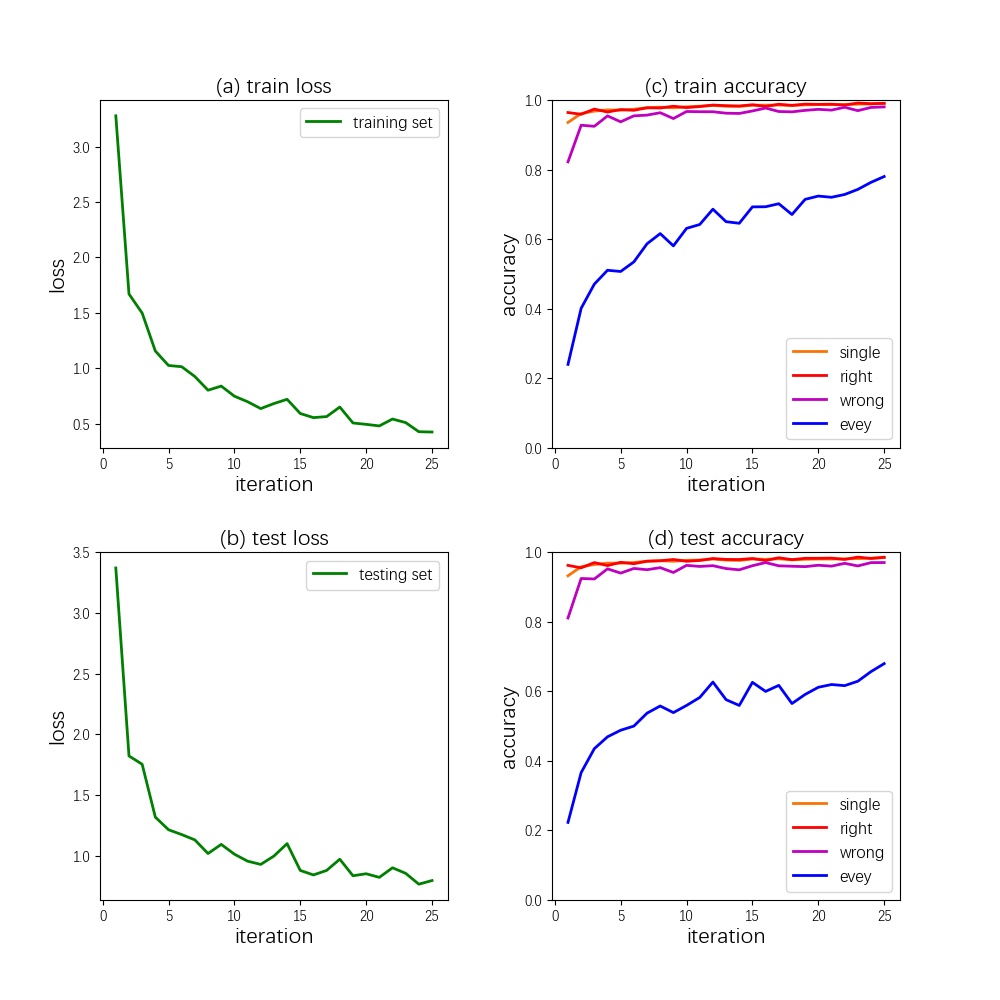 (a) train loss
training set
3.0
2.5
2.0
1.5
1.0
0.5
loss
0 5 10 15 20 25
iteration
(c) train accuracy
1.0
0.8
0.6
0.4
0.2
0.0
accuracy
single
right
wrong
evey
0 5 10 15 20 25
iteration
(b) test loss
testing set
3.5
3.0
2.5
2.0
1.5
1.0
loss
0 5 10 15 20 25
iteration
(d) test accuracy
1.0
0.8
0.6
0.4
0.2
0.0
accuracy
single
right
wrong
evey
0 5 10 15 20 25
iteration